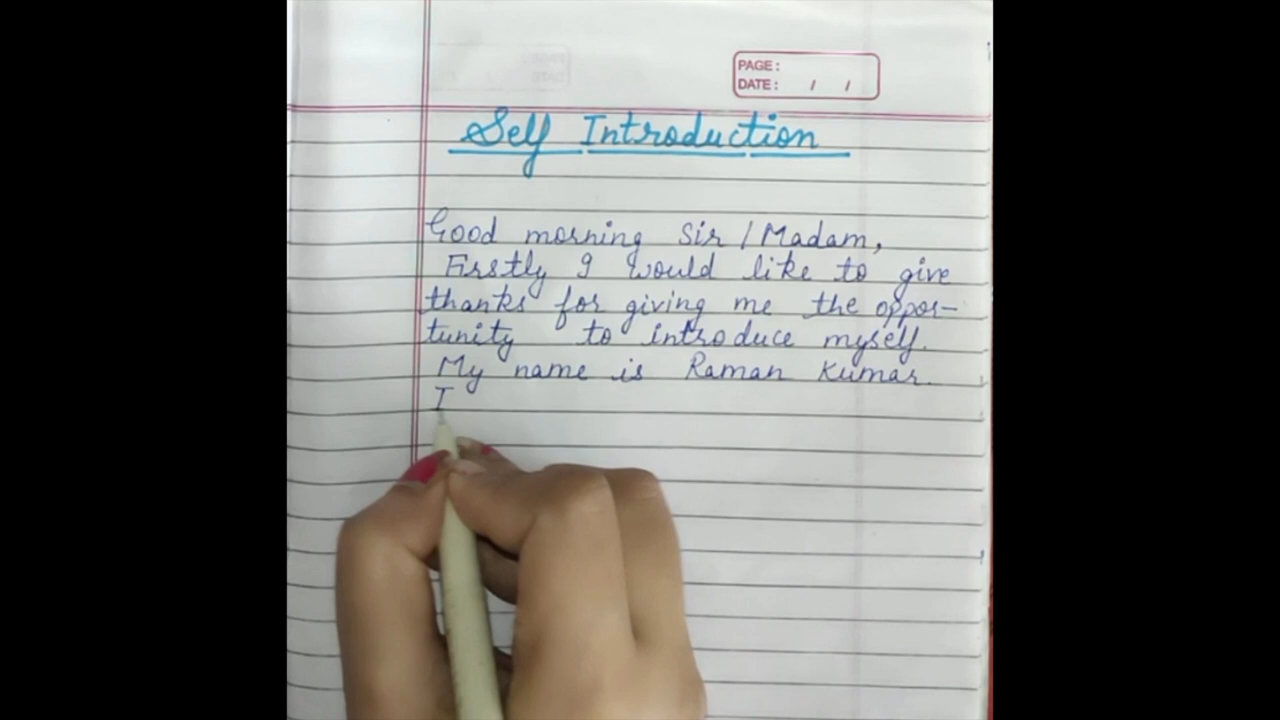 PAGE :
DATE : / /
Self Introduction
Good morning Sir / Madam,
Firstly I would like to give
thanks for giving me the oppor-
tunity to introduce myself.
My name is Raman Kumar.
I